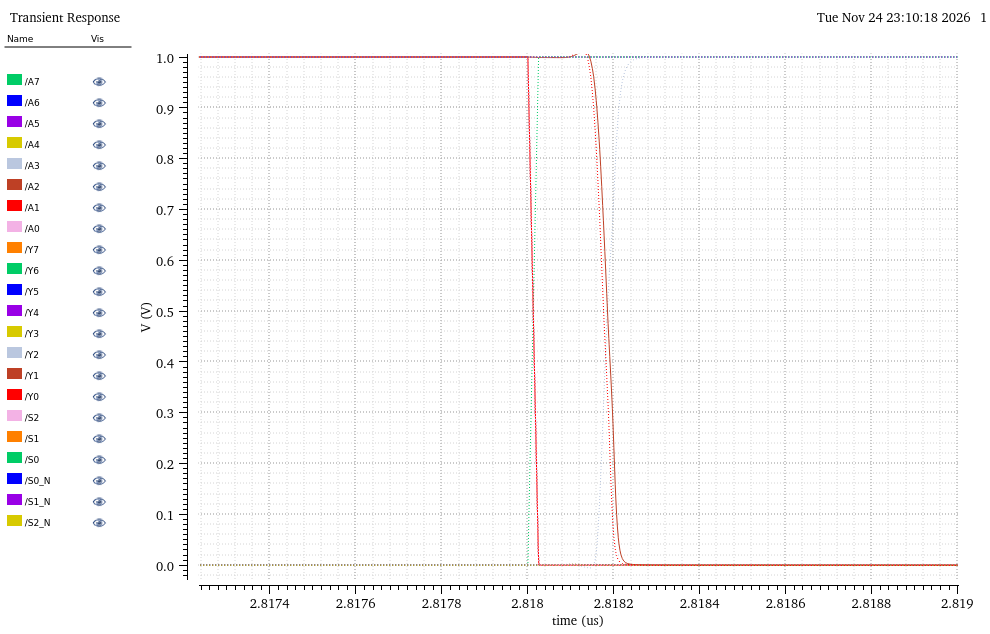 Transient Response
Tue Nov 24 23:10:18 2026 1
Name Vis
/A7
/A6
/A5
/A4
/A3
/A2
/A1
/A0
/Y7
/Y6
/Y5
/Y4
/Y3
/Y2
/Y1
/Y0
/S2
/S1
/S0
/S0_N
/S1_N
/S2_N
V (V)
1.0
0.9
0.8
0.7
0.6
0.5
0.4
0.3
0.2
0.1
0.0
2.8174 2.8176 2.8178 2.818 2.8182 2.8184 2.8186 2.8188 2.819
time (us)